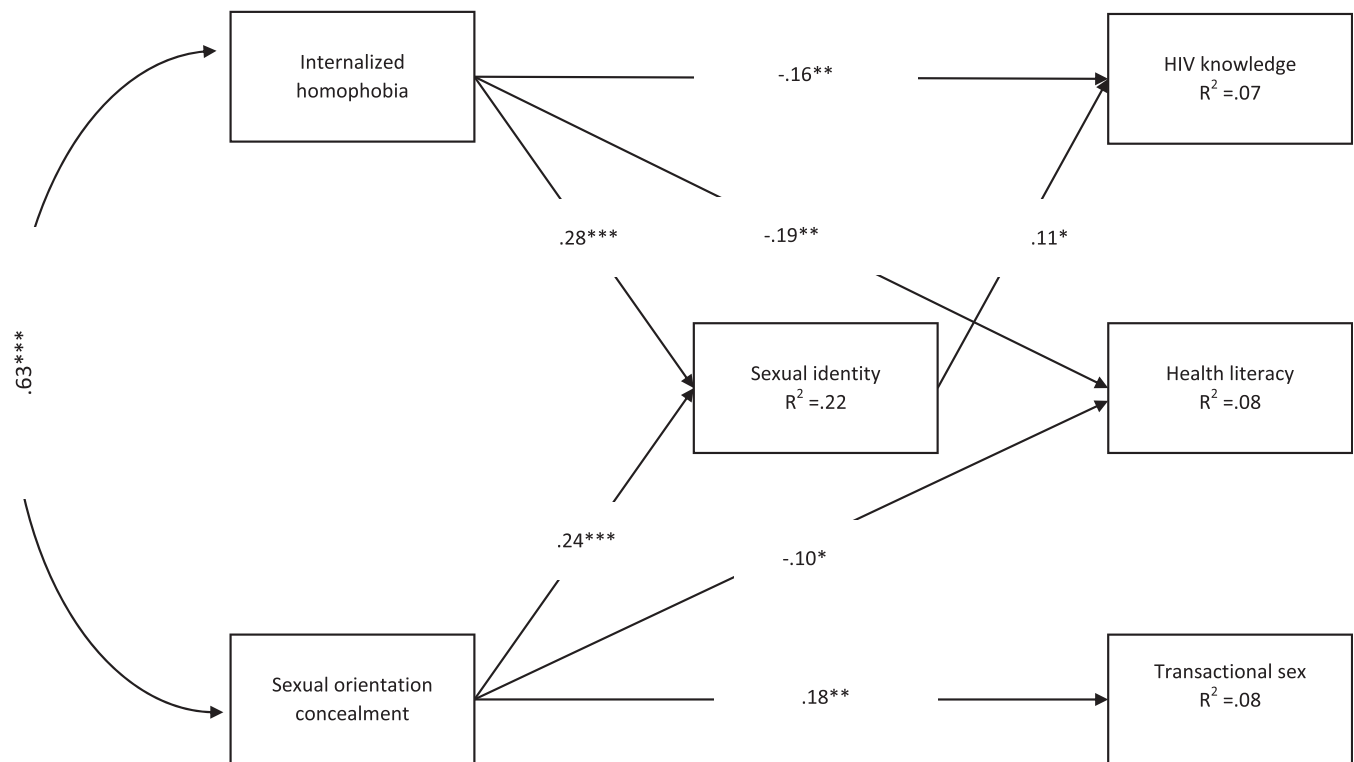 Internalized
homophobia
-.16**
HIV knowledge
R² =.07
.28***
-.19**
.11*
.63***
Sexual identity
R² =.22
Health literacy
R² =.08
.24***
-.10*
Sexual orientation
concealment
.18**
Transactional sex
R² =.08